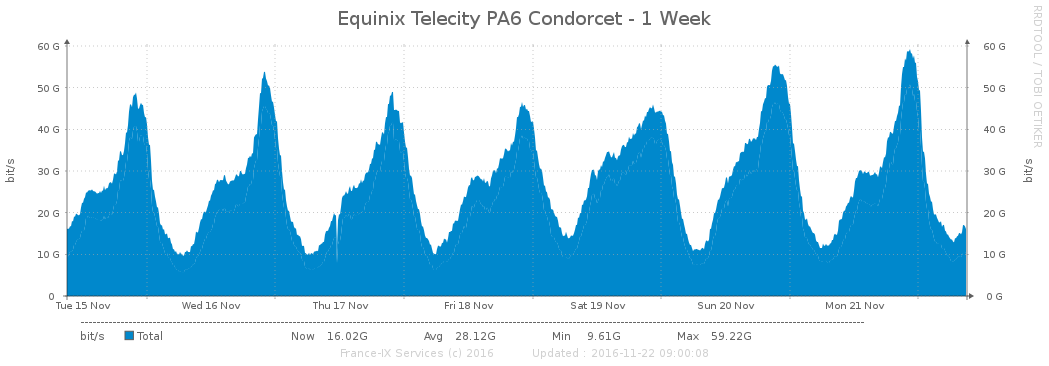 Equinix Telecity PA6 Condorcet - 1 Week
RRDTOOL / TOBI OETIKER
60 G 60 G
50 G 50 G
40 G 40 G
30 G 30 G
20 G 20 G
10 G 10 G
0 0 G
bit/s bit/s
Tue 15 Nov Wed 16 Nov Thu 17 Nov Fri 18 Nov Sat 19 Nov Sun 20 Nov Mon 21 Nov
bit/s Total Now 16.02G Avg 28.12G Min 9.61G Max 59.22G
France-IX Services (c) 2016 Updated : 2016-11-22 09:00:08